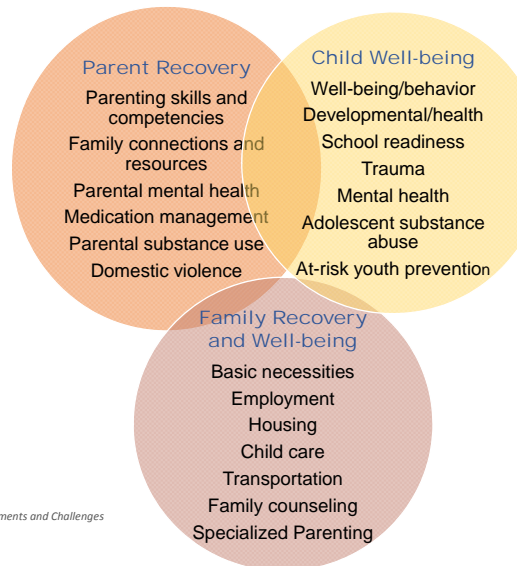 Parent Recovery
Parenting skills and
competencies
Family connections and
resources
Parental mental health
Medication management
Parental substance use
Domestic violence
Child Well-being
Well-being/behavior
Developmental/health
School readiness
Trauma
Mental health
Adolescent substance
abuse
At-risk youth prevention
Family Recovery
and Well-being
Basic necessities
Employment
Housing
Child care
Transportation
Family counseling
Specialized Parenting
and Challenges